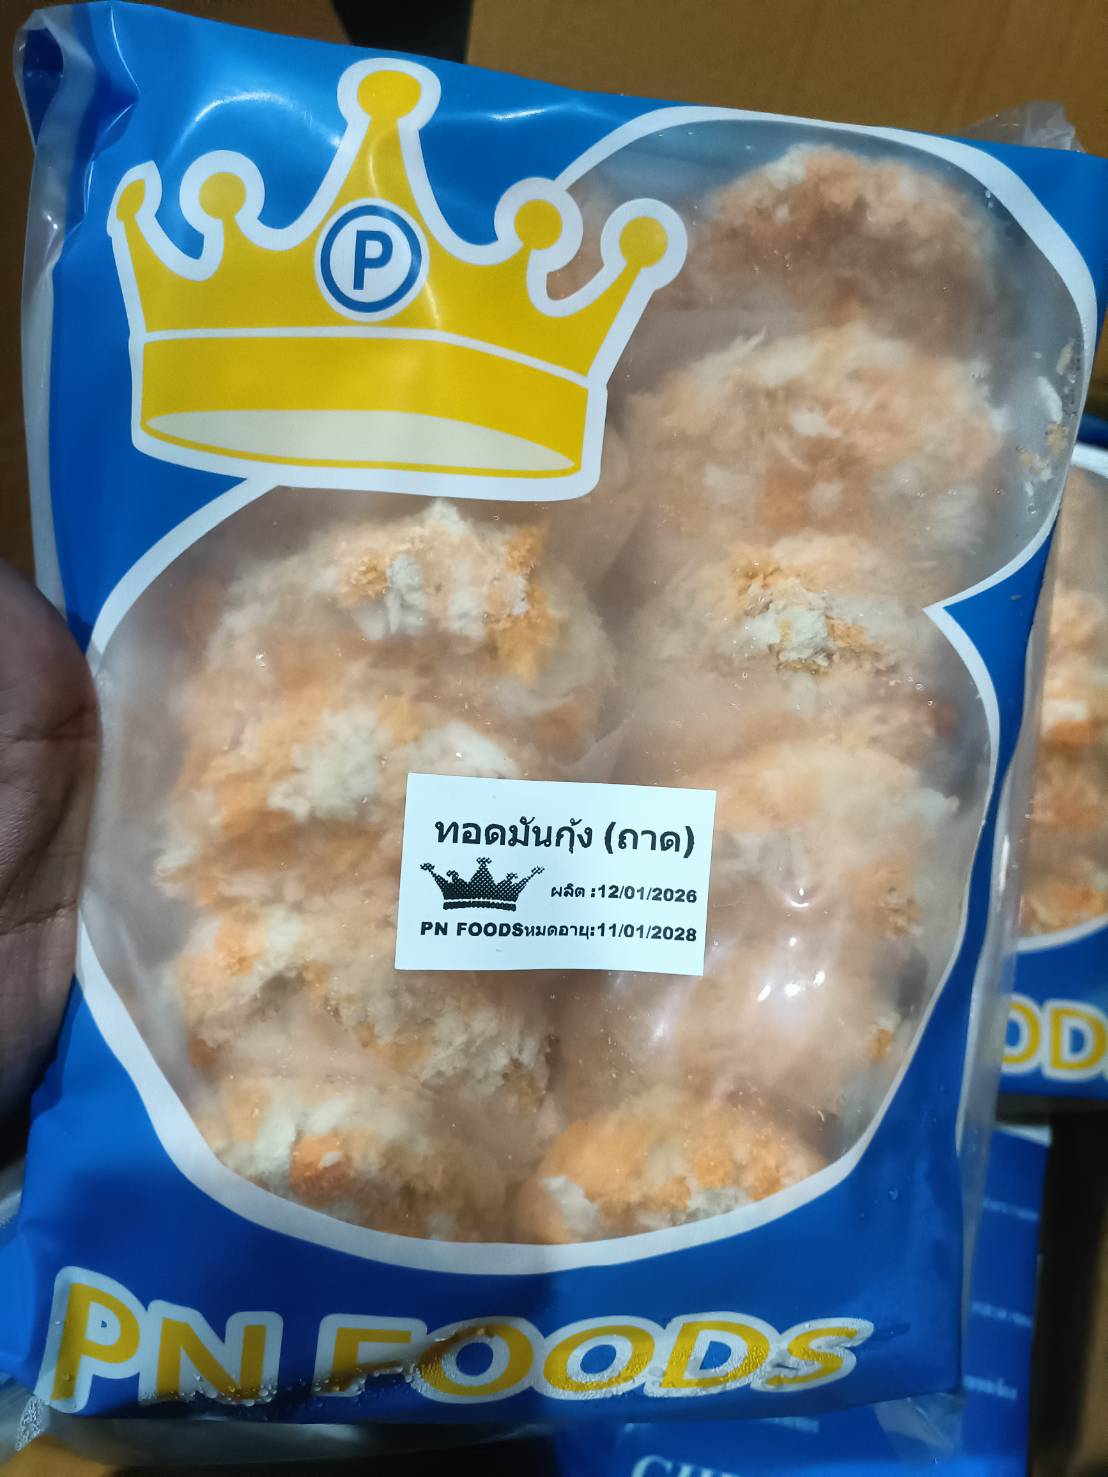 P
ทอดมันกุ้ง (ถาด)
ผลิต :12/01/2026
PN FOODSหมดอายุ:11/01/2028
OD
PN FOODS